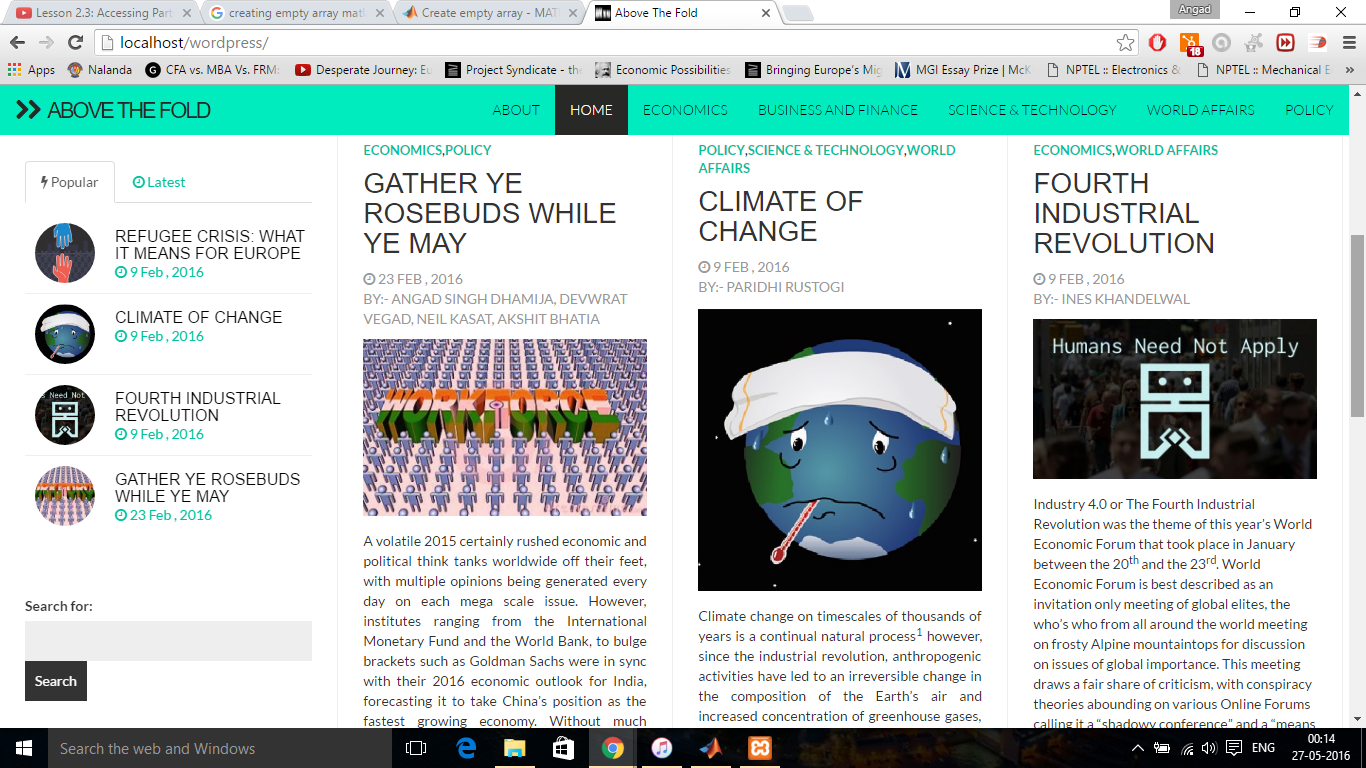 Lesson 2.3: Accessing Part
creating empty array matl
Create empty array - MAT
Above The Fold
Angad
localhost/wordpress/
18
Apps
Nalanda
CFA vs. MBA Vs. FRM:
Desperate Journey: Eu
Project Syndicate - the
Economic Possibilities
Bringing Europe's Mig
MGI Essay Prize | McK
NPTEL :: Electronics &
NPTEL :: Mechanical E
»
ABOVE THE FOLD
ABOUT
HOME
ECONOMICS
BUSINESS AND FINANCE
SCIENCE & TECHNOLOGY
WORLD AFFAIRS
POLICY
Popular
Latest
REFUGEE CRISIS: WHAT
IT MEANS FOR EUROPE
9 Feb , 2016
CLIMATE OF CHANGE
9 Feb , 2016
s Need Not
FOURTH INDUSTRIAL
REVOLUTION
9 Feb , 2016
GATHER YE ROSEBUDS
WHILE YE MAY
23 Feb , 2016
Search for:
Search
ECONOMICS,POLICY
GATHER YE
ROSEBUDS WHILE
YE MAY
23 FEB , 2016
BY:- ANGAD SINGH DHAMIJA, DEVWRAT
VEGAD, NEIL KASAT, AKSHIT BHATIA
WORKFORCE
A volatile 2015 certainly rushed economic and
political think tanks worldwide off their feet,
with multiple opinions being generated every
day on each mega scale issue. However,
institutes ranging from the International
Monetary Fund and the World Bank, to bulge
brackets such as Goldman Sachs were in sync
with their 2016 economic outlook for India,
forecasting it to take China's position as the
fastest growing economy. Without much
POLICY,SCIENCE & TECHNOLOGY,WORLD
AFFAIRS
CLIMATE OF
CHANGE
9 FEB , 2016
BY:- PARIDHI RUSTOGI
Climate change on timescales of thousands of
years is a continual natural process1 however,
since the industrial revolution, anthropogenic
activities have led to an irreversible change in
the composition of the Earth's air and
increased concentration of greenhouse gases,
ECONOMICS,WORLD AFFAIRS
FOURTH
INDUSTRIAL
REVOLUTION
9 FEB , 2016
BY:- INES KHANDELWAL
Humans Need Not Apply
Industry 4.0 or The Fourth Industrial
Revolution was the theme of this year's World
Economic Forum that took place in January
between the 20th and the 23rd. World
Economic Forum is best described as an
invitation only meeting of global elites, the
who's who from all around the world meeting
on frosty Alpine mountaintops for discussion
on issues of global importance. This meeting
draws a fair share of criticism, with conspiracy
theories abounding on various Online Forums
calling it a "shadowy conference" and a "means
Search the web and Windows
ENG
00:14
27-05-2016